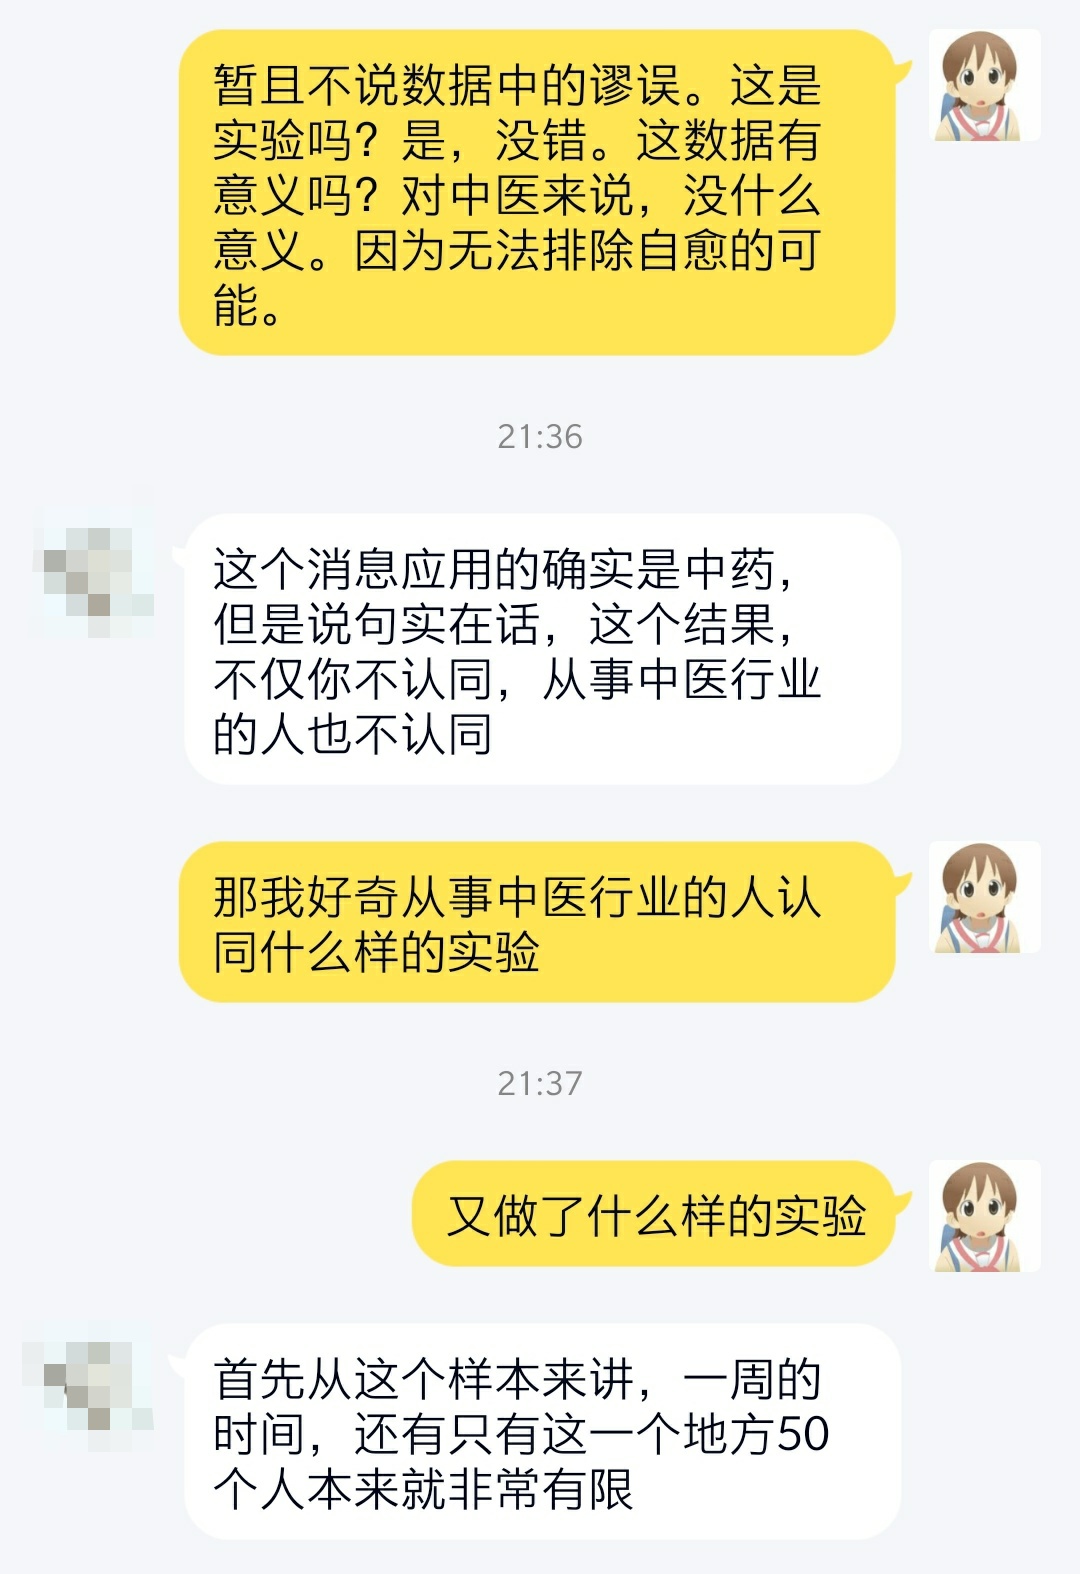 暂且不说数据中的谬误。这是
实验吗？是，没错。这数据有
意义吗？对中医来说，没什么
意义。因为无法排除自愈的可
能。
21:36
这个消息应用的确实是中药，
但是说句实在话，这个结果，
不仅你不认同，从事中医行业
的人也不认同
那我好奇从事中医行业的人认
同什么样的实验
21:37
又做了什么样的实验
首先从这个样本来讲，一周的
时间，还有只有这一个地方50
个人本来就非常有限